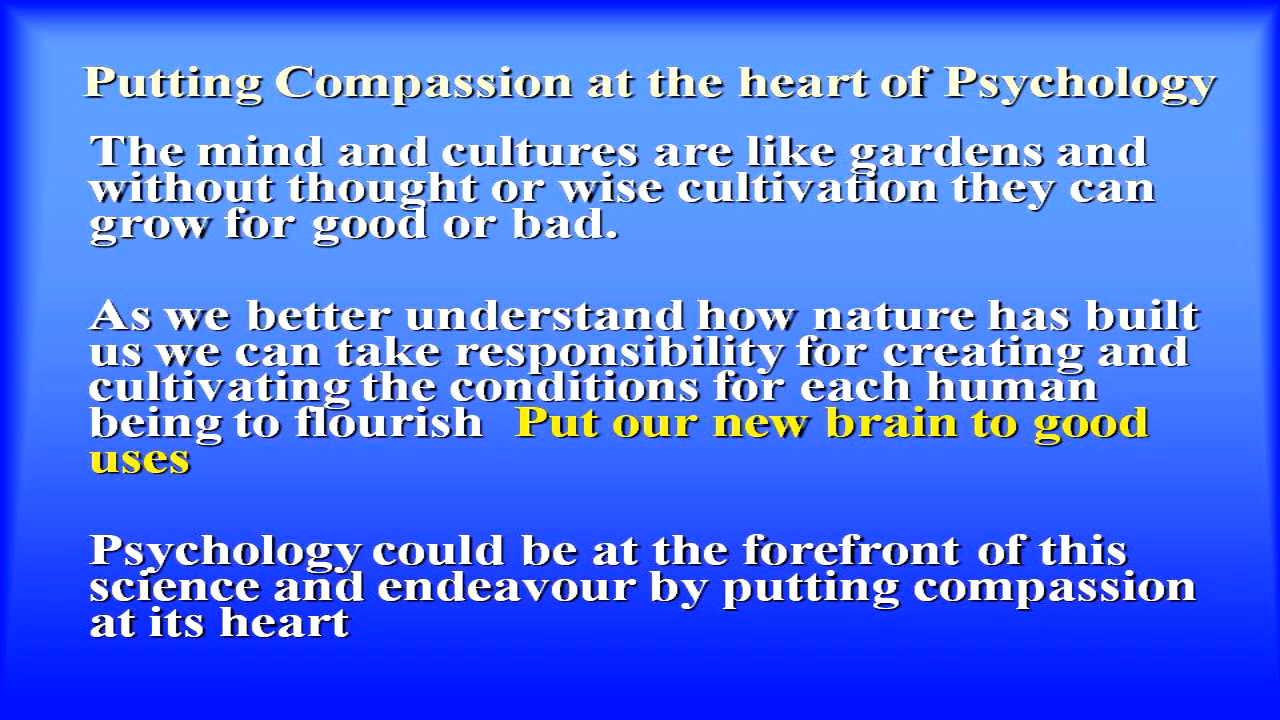 Putting Compassion at the heart of Psychology
The mind and cultures are like gardens and
without thought or wise cultivation they can
grow for good or bad.
As we better understand how nature has built
us we can take responsibility for creating and
cultivating the conditions for each human
being to flourish Put our new brain to good
uses
Psychology could be at the forefront of this
science and endeavour by putting compassion
at its heart